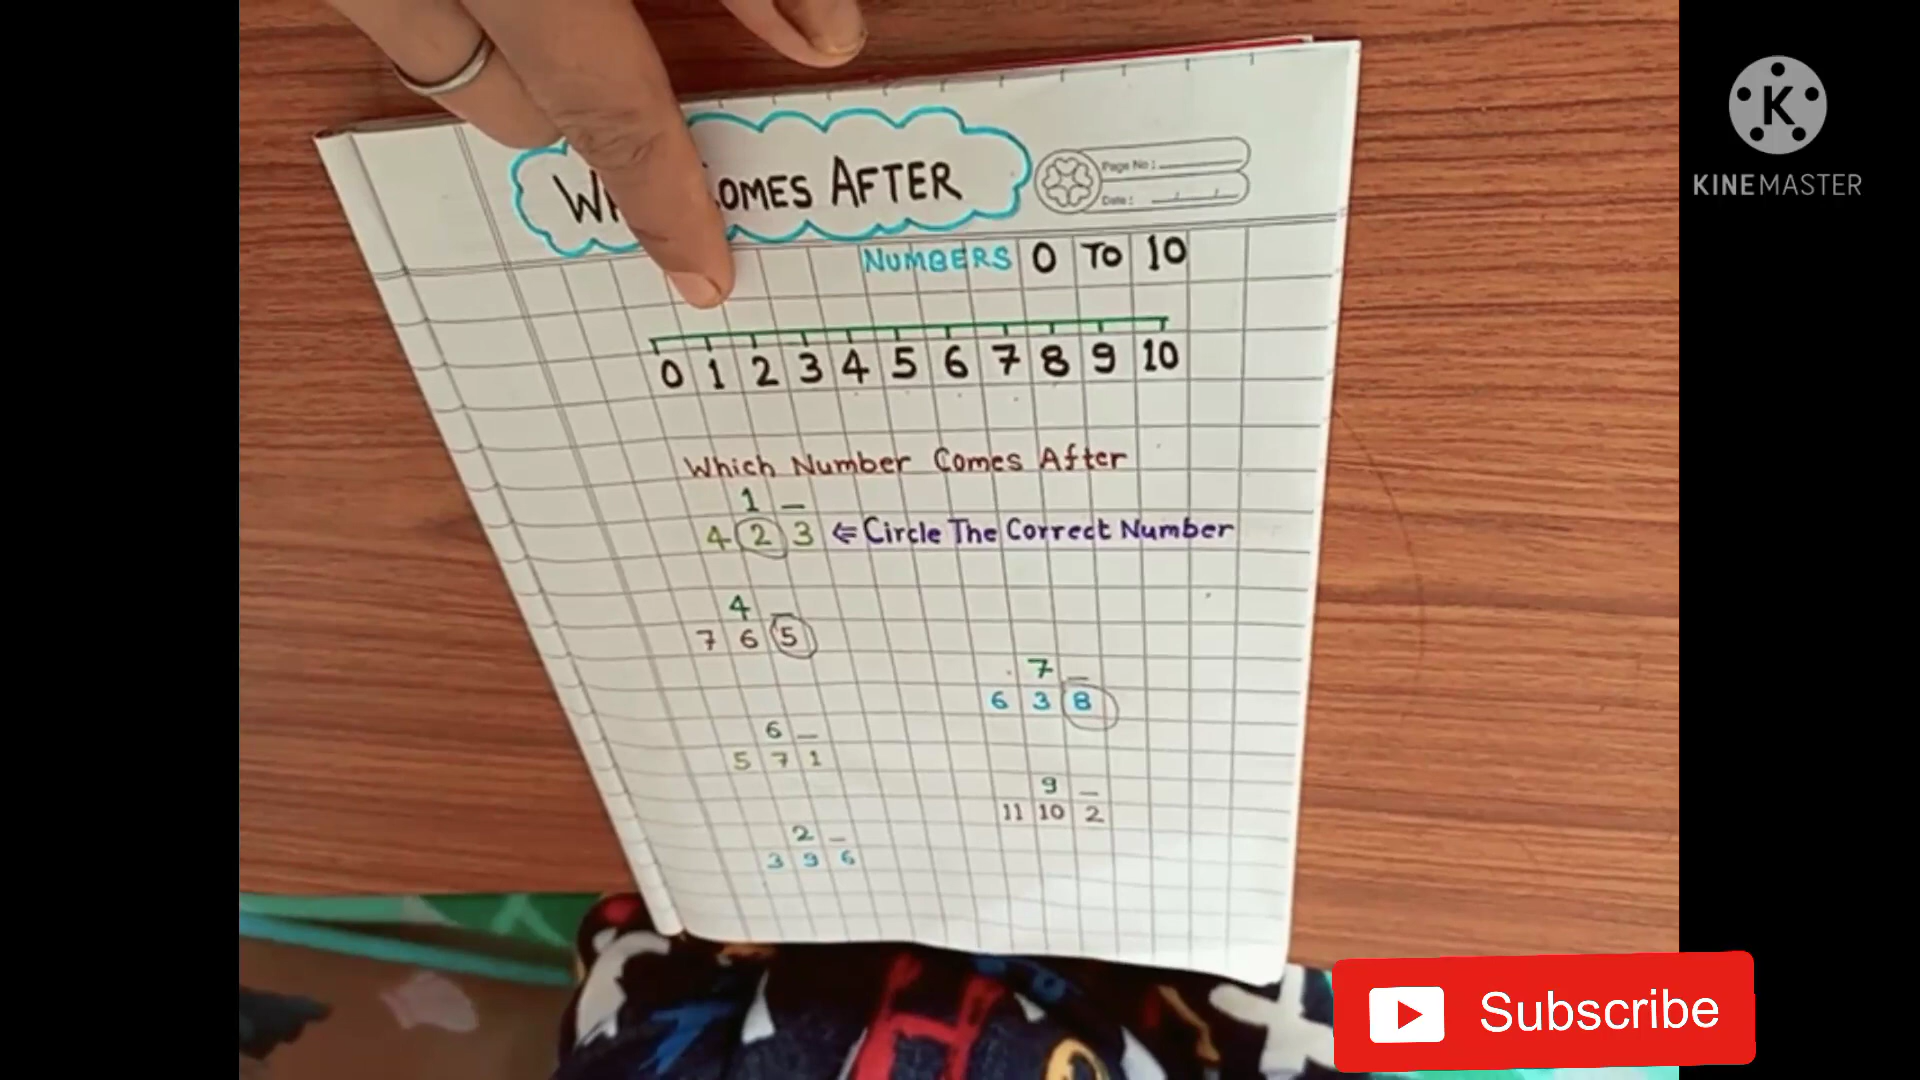 COMES AFTER
Page No :
Date :
NUMBERS 0 TO 10
0 1 2 3 4 5 6 7 8 9 10
Which Number Comes After
1 _
4 2 3 ⇐ Circle The Correct Number
4 _
7 6 5
7 _
6 3 8
6 _
5 7 1
9 _
11 10 2
2 _
3 9 6
K
KINEMASTER
Subscribe